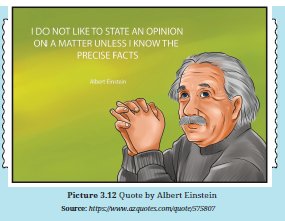 I DO NOT LIKE TO STATE AN OPINION
ON A MATTER UNLESS I KNOW THE
PRECISE FACTS
Albert Einstein
Picture 3.12 Quote by Albert Einstein
Source: https://www.azquotes.com/quote/575807